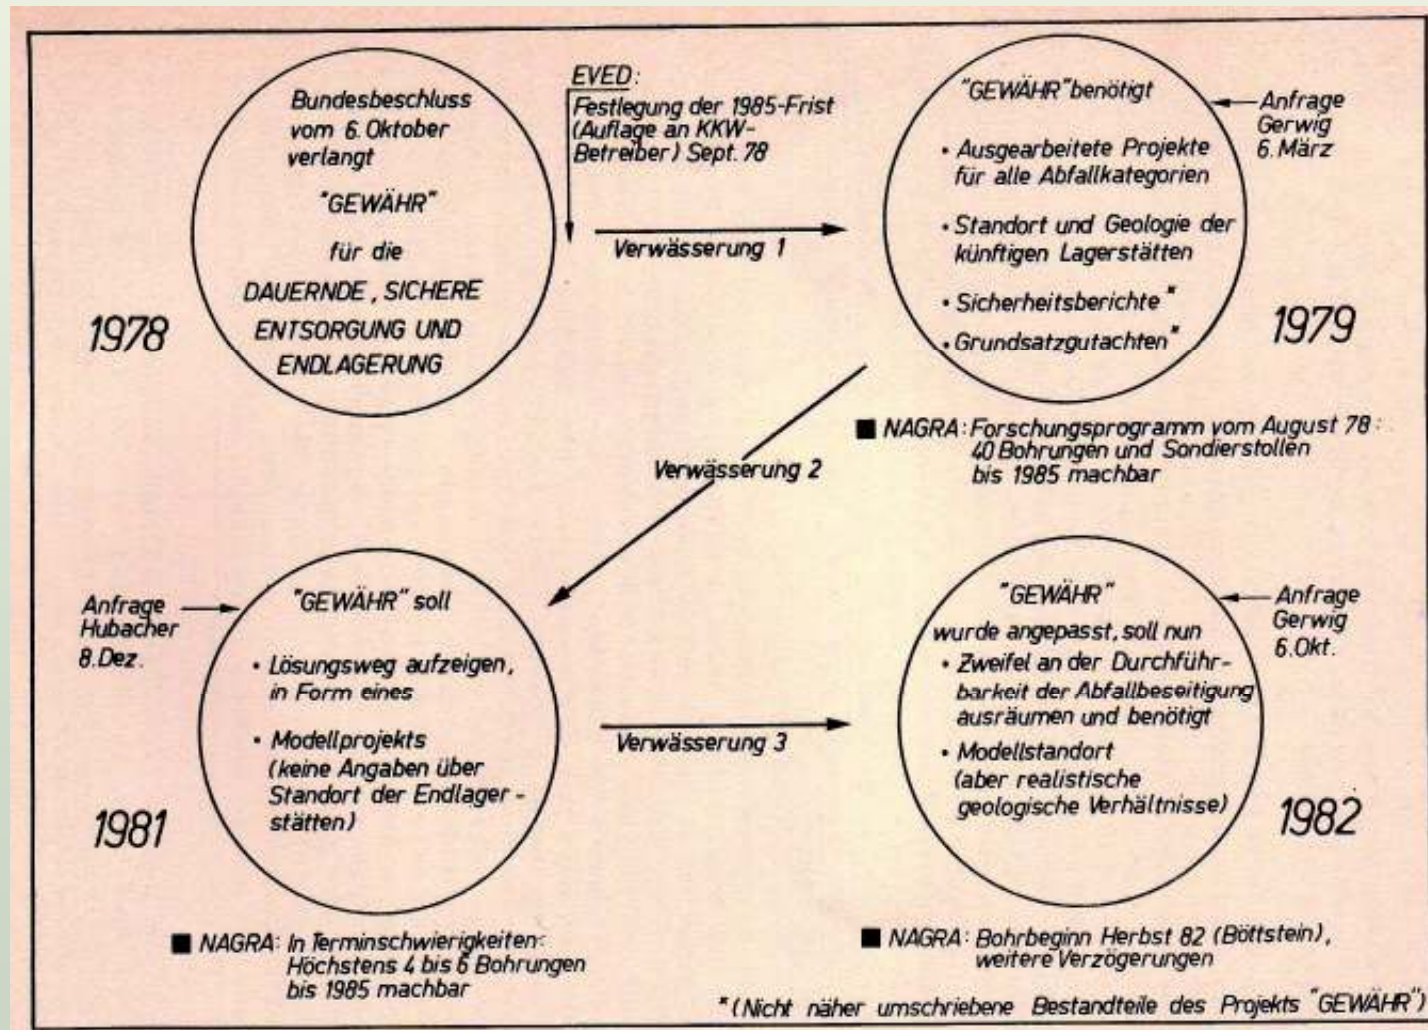 Bundesbeschluss
vom 6. Oktober
verlangt
"GEWÄHR"
für die
DAUERNDE, SICHERE
ENTSORGUNG UND
ENDLAGERUNG
1978
EVED:
Festlegung der 1985-Frist
(Auflage an KKW-
Betreiber) Sept. 78
Verwässerung 1
"GEWÄHR" benötigt
• Ausgearbeitete Projekte
für alle Abfallkategorien
• Standort und Geologie der
künftigen Lagerstätten
• Sicherheitsberichte*
• Grundsatzgutachten*
Anfrage
Gerwig
6. März
1979
■ NAGRA: Forschungsprogramm vom August 78:
40 Bohrungen und Sondierstollen
bis 1985 machbar
Verwässerung 2
Anfrage
Hubacher
8. Dez.
"GEWÄHR" soll
• Lösungsweg aufzeigen,
in Form eines
• Modellprojekts
(keine Angaben über
Standort der Endlager-
stätten)
1981
■ NAGRA: In Terminschwierigkeiten:
Höchstens 4 bis 6 Bohrungen
bis 1985 machbar
Verwässerung 3
"GEWÄHR"
wurde angepasst, soll nun
• Zweifel an der Durchführ-
barkeit der Abfallbeseitigung
ausräumen und benötigt
• Modellstandort
(aber realistische
geologische Verhältnisse)
Anfrage
Gerwig
6. Okt.
1982
■ NAGRA: Bohrbeginn Herbst 82 (Böttstein),
weitere Verzögerungen
*(Nicht näher umschriebene Bestandteile des Projekts "GEWÄHR")